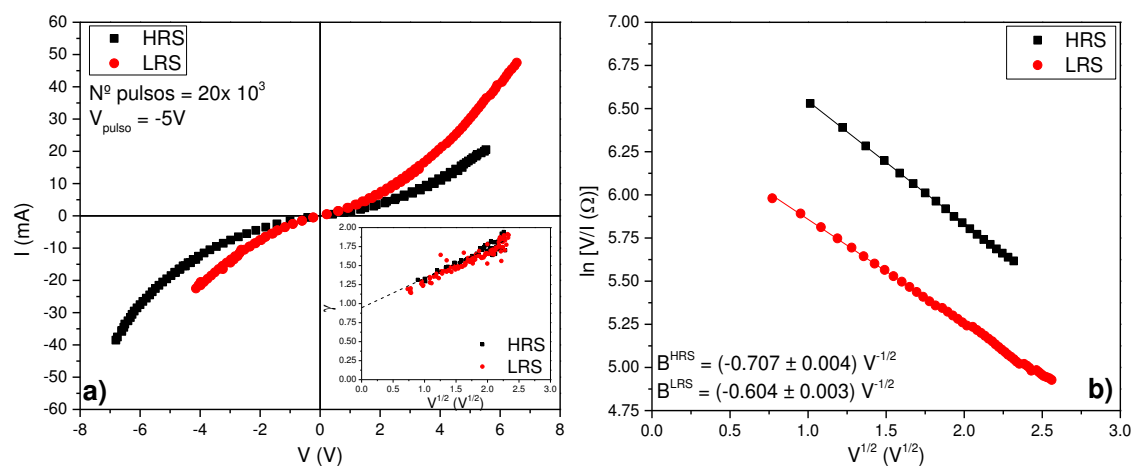 60
50
40
30
20
10
0
-10
-20
-30
-40
-50
-60
I (mA)
HRS
LRS
Nº pulsos = 20x 10³
V_pulso = -5V
2.00
1.75
1.50
1.25
1.00
0.75
0.50
0.25
0.00
γ
HRS
LRS
0.0 0.5 1.0 1.5 2.0 2.5 3.0
V^1/2 (V^1/2)
a)
-8 -6 -4 -2 0 2 4 6 8
V (V)
7.00
6.75
6.50
6.25
6.00
5.75
5.50
5.25
5.00
4.75
ln [V/I (Ω)]
HRS
LRS
B^HRS = (-0.707 ± 0.004) V^-1/2
B^LRS = (-0.604 ± 0.003) V^-1/2
b)
0.0 0.5 1.0 1.5 2.0 2.5 3.0
V^1/2 (V^1/2)